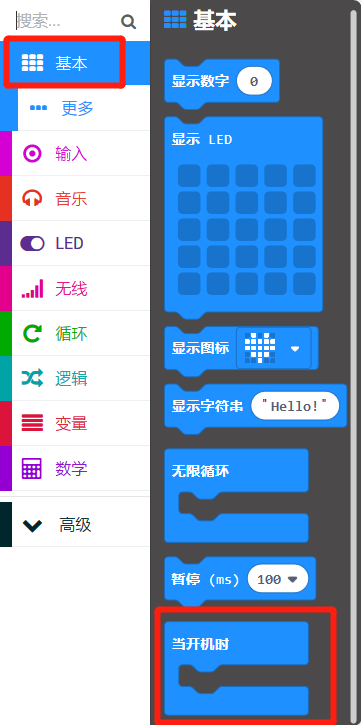 搜索...
基本
更多
输入
音乐
LED
无线
循环
逻辑
变量
数学
高级
基本
显示数字 0
显示 LED
显示图标
显示字符串 "Hello!"
无限循环
暂停 (ms) 100
当开机时